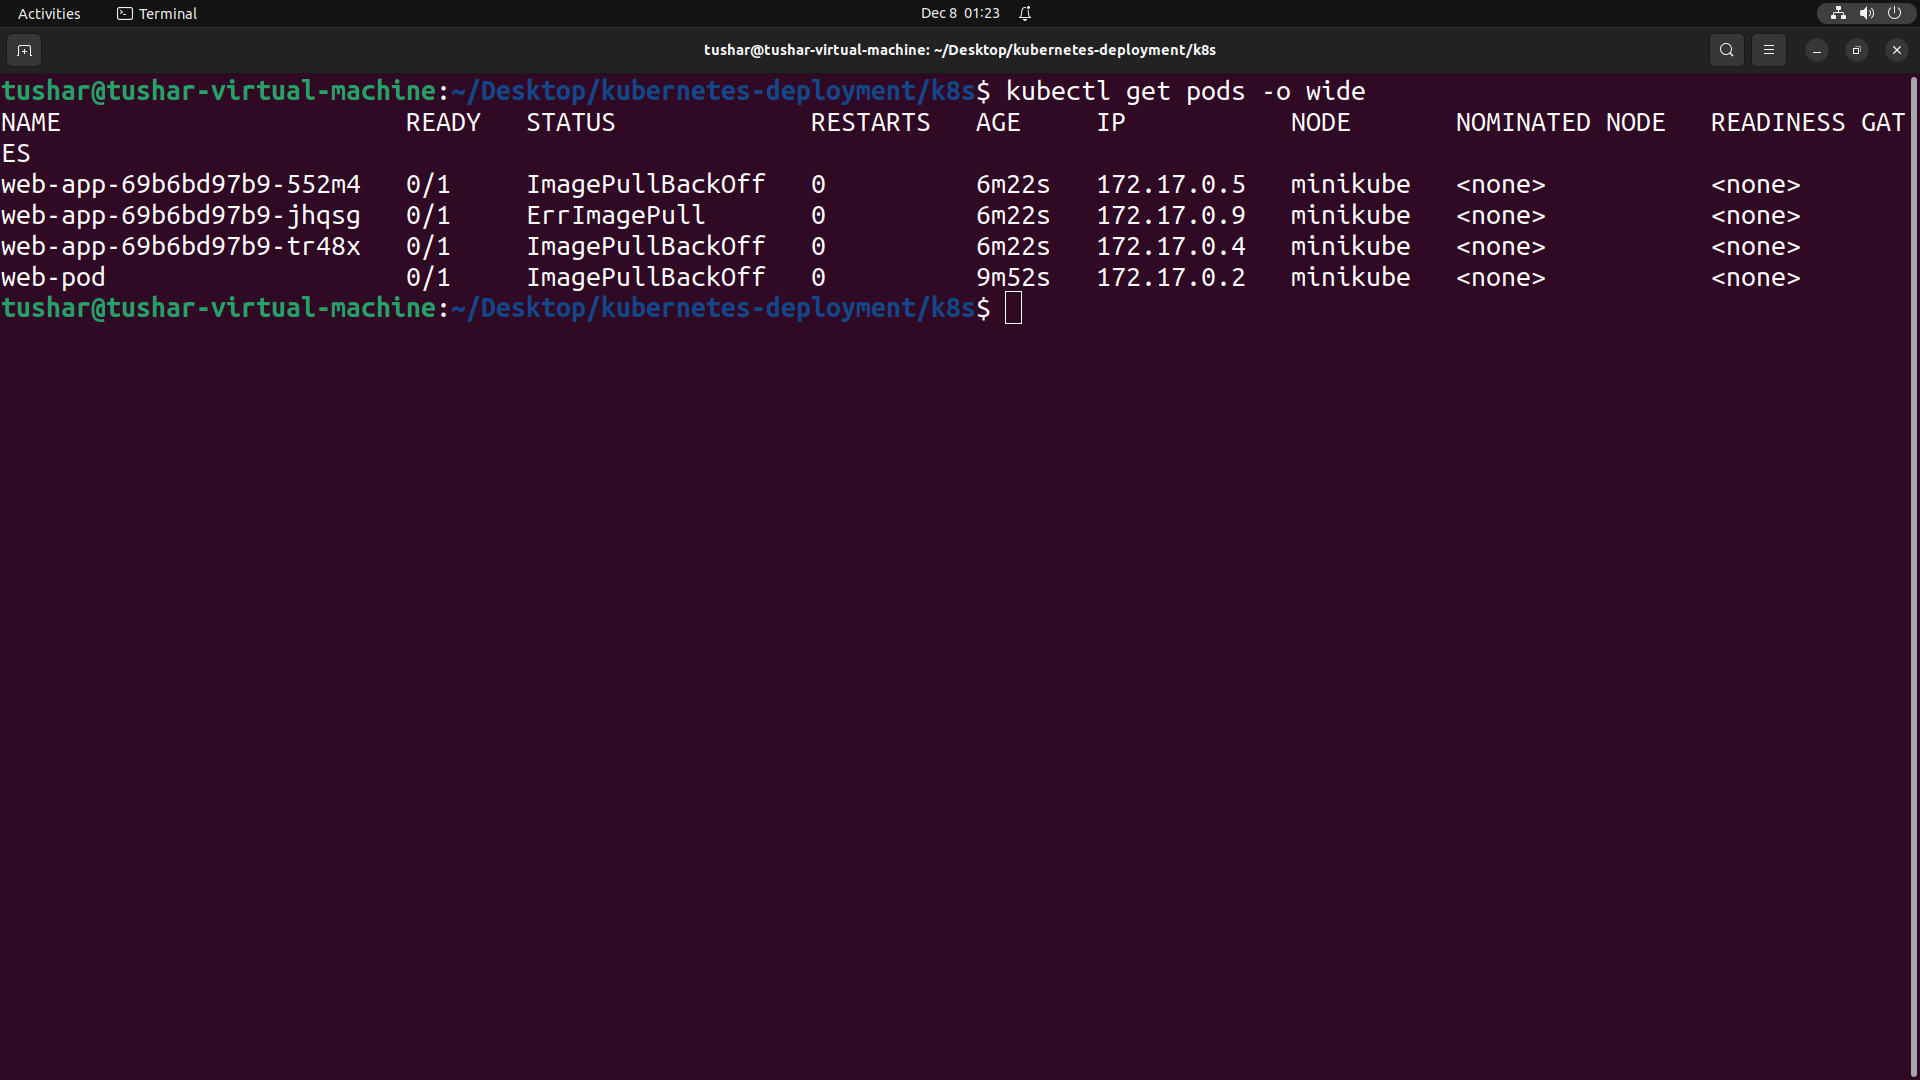 Activities Terminal Dec 8 01:23
tushar@tushar-virtual-machine: ~/Desktop/kubernetes-deployment/k8s
tushar@tushar-virtual-machine:~/Desktop/kubernetes-deployment/k8s$ kubectl get pods -o wide
NAME READY STATUS RESTARTS AGE IP NODE NOMINATED NODE READINESS GAT
ES
web-app-69b6bd97b9-552m4 0/1 ImagePullBackOff 0 6m22s 172.17.0.5 minikube <none> <none>
web-app-69b6bd97b9-jhqsg 0/1 ErrImagePull 0 6m22s 172.17.0.9 minikube <none> <none>
web-app-69b6bd97b9-tr48x 0/1 ImagePullBackOff 0 6m22s 172.17.0.4 minikube <none> <none>
web-pod 0/1 ImagePullBackOff 0 9m52s 172.17.0.2 minikube <none> <none>
tushar@tushar-virtual-machine:~/Desktop/kubernetes-deployment/k8s$